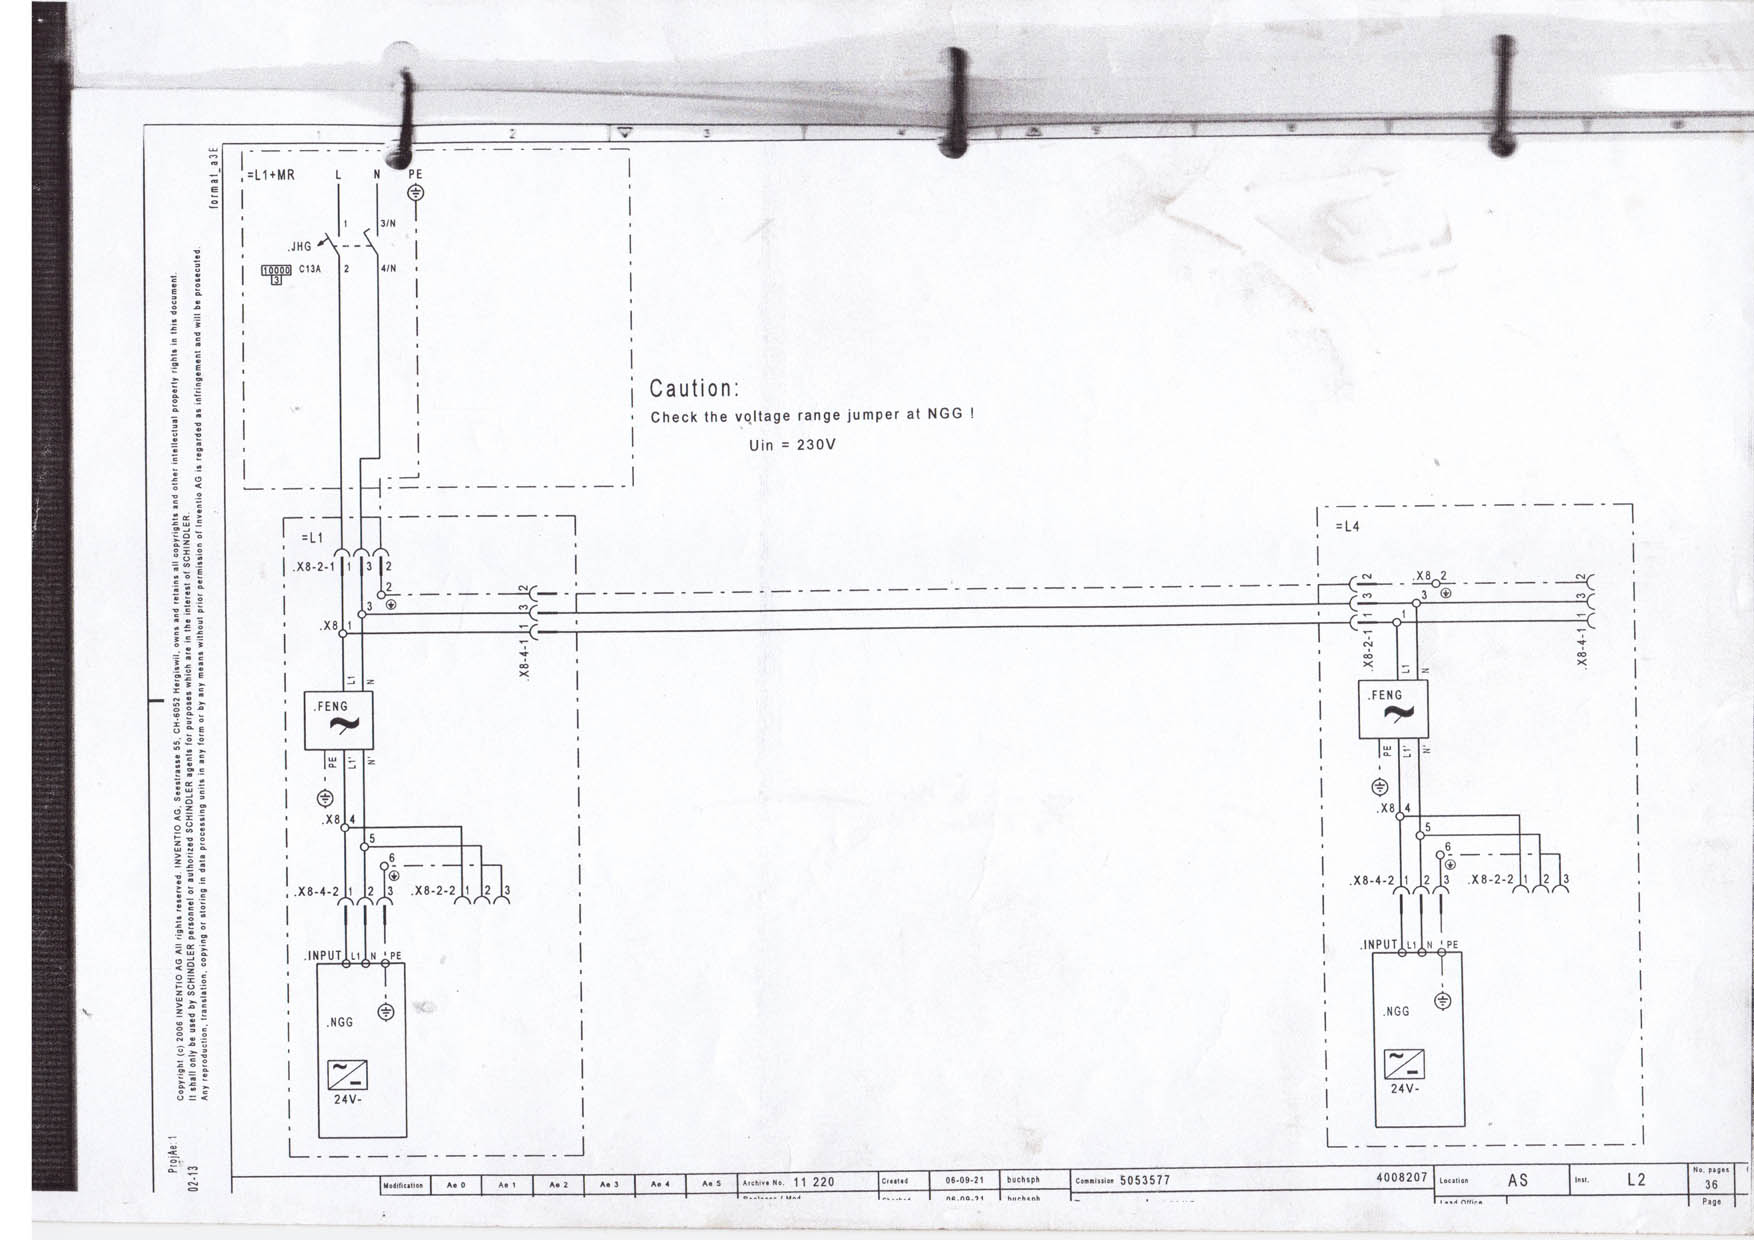 1 2 3
format_a3E
=L1+MR L N PE
1 3/N
.JHG
10000 C13A 2 4/N
3
Caution:
Check the voltage range jumper at NGG !
Uin = 230V
=L1
.X8-2-1 1 3 2
2
3
.X8 1
2
3
1
.X8-4-1
L1 N
.FENG
PE L1' N'
.X8 4
5
6
.X8-4-2 1 2 3 .X8-2-2 1 2 3
.INPUT L1 N PE
.NGG
24V-
=L4
2
3
1
.X8-2-1
.X8 2
3
1
2
3
1
.X8-4-1
L1 N
.FENG
PE L1' N'
.X8 4
5
6
.X8-4-2 1 2 3 .X8-2-2 1 2 3
.INPUT L1 N PE
.NGG
24V-
Copyright (c) 2006 INVENTIO AG All rights reserved. INVENTIO AG, Seestrasse 55, CH-6052 Hergiswil, owns and retains all copyrights and other intellectual property rights in this document.
It shall only be used by SCHINDLER personnel or authorized SCHINDLER agents for purposes which are in the interest of SCHINDLER.
Any reproduction, translation, copying or storing in data processing units in any form or by any means without prior permission of Inventio AG is regarded as infringement and will be prosecuted.
ProjAe: 1
02-13
Modification Ae 0 Ae 1 Ae 2 Ae 3 Ae 4 Ae 5 Archive No. 11 220 Created 06-09-21 buchsph Commission 5053577 4008207 Location AS Inst. L2 No. pages 36
06-09-21 buchsph Lead Office Page